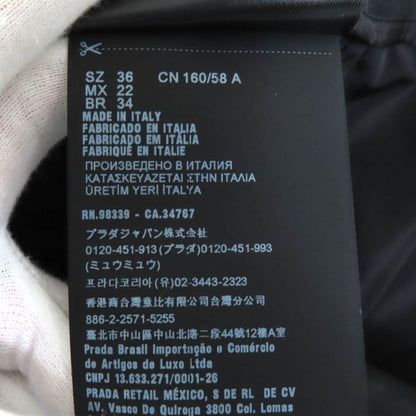 SZ 36 CN 160/58 A
MX 22
BR 34
MADE IN ITALY
FABRICADO EN ITALIA
FABRICADO EM ITALIA
FABRIQUÉ EN ITALIE
ПРОИЗВЕДЕНО В ИТАЛИЯ
ΚΑΤΑΣΚΕΥΑΖΕΤΑΙ ΣΤΗΝ ΙΤΑΛΙΑ
ÜRETİM YERİ İTALYA
RN.98339 - CA.34767
プラダジャパン株式会社
0120-451-913 (プラダ) 0120-451-993
(ミュウミュウ)
프라다코리아 (유) 02-3443-2323
香港商台灣意比有限公司台灣分公司
886-2-2571-5255
臺北市中山區中山北路二段44號12樓
Prada Brasil Importação e Comércio
de Artigos de Luxo Ltda
CNPJ 13.633.271/0001-26
PRADA RETAIL MÉXICO, S DE RL DE CV
AV. Vasco De Quiroga 3800 Col. Lomas